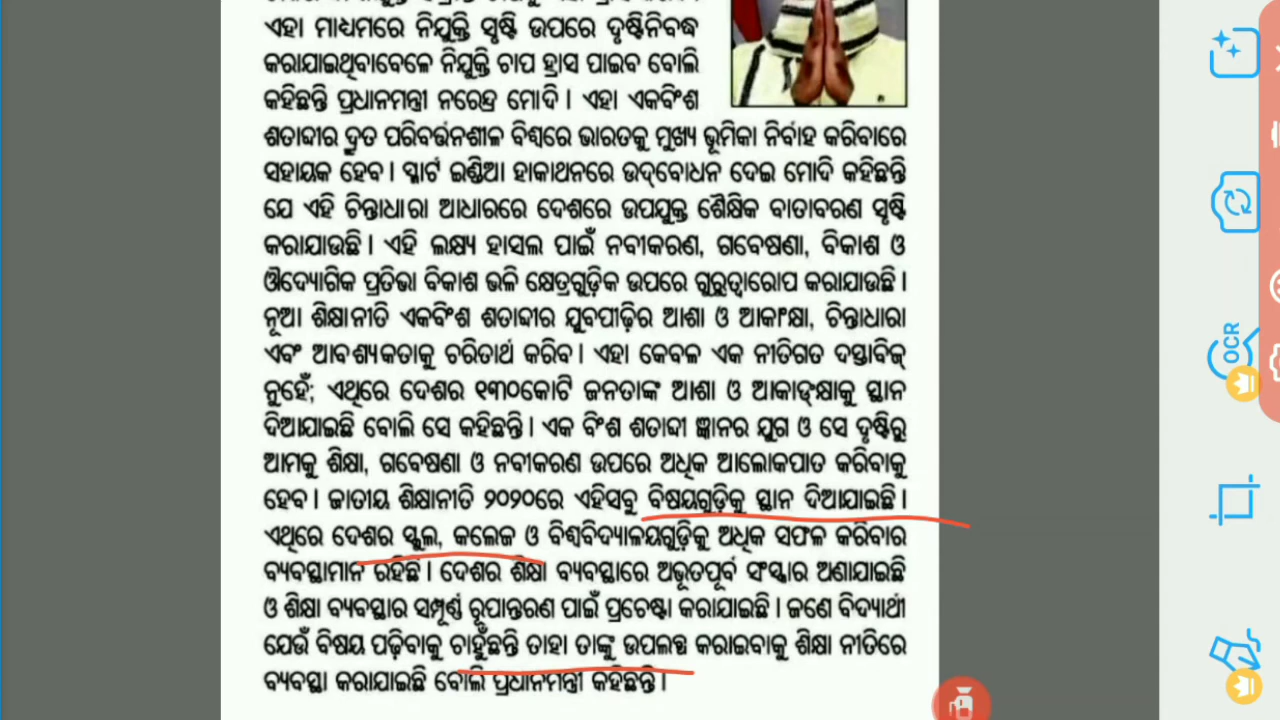 ଏହା ମାଧ୍ୟମରେ ନିଯୁକ୍ତି ସୃଷ୍ଟି ଉପରେ ଦୃଷ୍ଟିନିବଦ୍ଧ
କରାଯାଇଥିବାବେଳେ ନିଯୁକ୍ତି ଚାପ ହ୍ରାସ ପାଇବ ବୋଲି
କହିଛନ୍ତି ପ୍ରଧାନମନ୍ତ୍ରୀ ନରେନ୍ଦ୍ର ମୋଦି । ଏହା ଏକବିଂଶ
ଶତାବ୍ଦୀର ଦ୍ରୁତ ପରିବର୍ତ୍ତନଶୀଳ ବିଶ୍ୱରେ ଭାରତକୁ ମୁଖ୍ୟ ଭୂମିକା ନିର୍ବାହ କରିବାରେ
ସହାୟକ ହେବ । ସ୍ମାର୍ଟ ଇଣ୍ଡିଆ ହାକାଥନରେ ଉଦ୍‌ବୋଧନ ଦେଇ ମୋଦି କହିଛନ୍ତି
ଯେ ଏହି ଚିନ୍ତାଧାରା ଆଧାରରେ ଦେଶରେ ଉପଯୁକ୍ତ ଶୈକ୍ଷିକ ବାତାବରଣ ସୃଷ୍ଟି
କରାଯାଉଛି । ଏହି ଲକ୍ଷ୍ୟ ହାସଲ ପାଇଁ ନବୀକରଣ, ଗବେଷଣା, ବିକାଶ ଓ
ଔଦ୍ୟୋଗିକ ପ୍ରତିଭା ବିକାଶ ଭଳି କ୍ଷେତ୍ରଗୁଡ଼ିକ ଉପରେ ଗୁରୁତ୍ୱାରୋପ କରାଯାଉଛି ।
ନୂଆ ଶିକ୍ଷାନୀତି ଏକବିଂଶ ଶତାବ୍ଦୀର ଯୁବପୀଢ଼ିର ଆଶା ଓ ଆକାଂକ୍ଷା, ଚିନ୍ତାଧାରା
ଏବଂ ଆବଶ୍ୟକତାକୁ ଚରିତାର୍ଥ କରିବ । ଏହା କେବଳ ଏକ ନୀତିଗତ ଦସ୍ତାବିଜ୍
ନୁହେଁ; ଏଥିରେ ଦେଶର ୧୩୦କୋଟି ଜନତାଙ୍କ ଆଶା ଓ ଆକାଙ୍‌କ୍ଷାକୁ ସ୍ଥାନ
ଦିଆଯାଇଛି ବୋଲି ସେ କହିଛନ୍ତି । ଏକ ବିଂଶ ଶତାବ୍ଦୀ ଜ୍ଞାନର ଯୁଗ ଓ ସେ ଦୃଷ୍ଟିରୁ
ଆମକୁ ଶିକ୍ଷା, ଗବେଷଣା ଓ ନବୀକରଣ ଉପରେ ଅଧିକ ଆଲୋକପାତ କରିବାକୁ
ହେବ । ଜାତୀୟ ଶିକ୍ଷାନୀତି ୨୦୨୦ରେ ଏହିସବୁ ବିଷୟଗୁଡ଼ିକୁ ସ୍ଥାନ ଦିଆଯାଇଛି ।
ଏଥିରେ ଦେଶର ସ୍କୁଲ, କଲେଜ ଓ ବିଶ୍ୱବିଦ୍ୟାଳୟଗୁଡ଼ିକୁ ଅଧିକ ସଫଳ କରିବାର
ବ୍ୟବସ୍ଥାମାନ ରହିଛି । ଦେଶର ଶିକ୍ଷା ବ୍ୟବସ୍ଥାରେ ଅଭୂତପୂର୍ବ ସଂସ୍କାର ଅଣାଯାଇଛି
ଓ ଶିକ୍ଷା ବ୍ୟବସ୍ଥାର ସମ୍ପୂର୍ଣ୍ଣ ରୂପାନ୍ତରଣ ପାଇଁ ପ୍ରଚେଷ୍ଟା କରାଯାଇଛି । ଜଣେ ବିଦ୍ୟାର୍ଥୀ
ଯେଉଁ ବିଷୟ ପଢ଼ିବାକୁ ଚାହୁଁଛନ୍ତି ତାହା ତାଙ୍କୁ ଉପଲବ୍ଧ କରାଇବାକୁ ଶିକ୍ଷା ନୀତିରେ
ବ୍ୟବସ୍ଥା କରାଯାଇଛି ବୋଲି ପ୍ରଧାନମନ୍ତ୍ରୀ କହିଛନ୍ତି ।
OCR